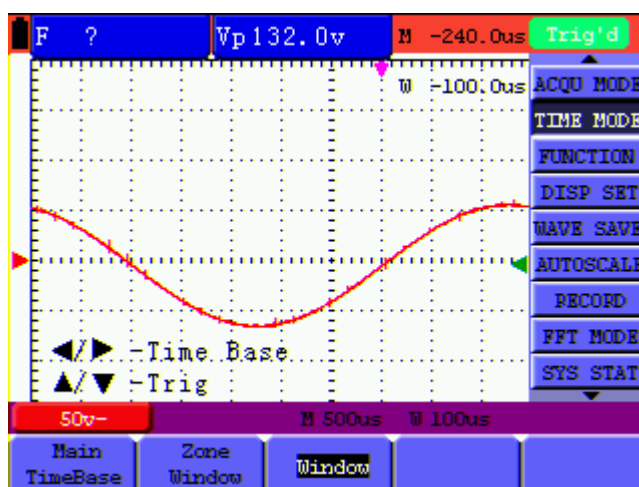 F ? Vp132.0v M -240.0us Trig'd
W -100.0us
ACQU MODE
TIME MODE
FUNCTION
DISP SET
WAVE SAVE
AUTOSCALE
RECORD
FFT MODE
SYS STAT
◀/▶ -Time Base
▲/▼ -Trig
50v~ M 500us W 100us
Main TimeBase
Zone Window
Window